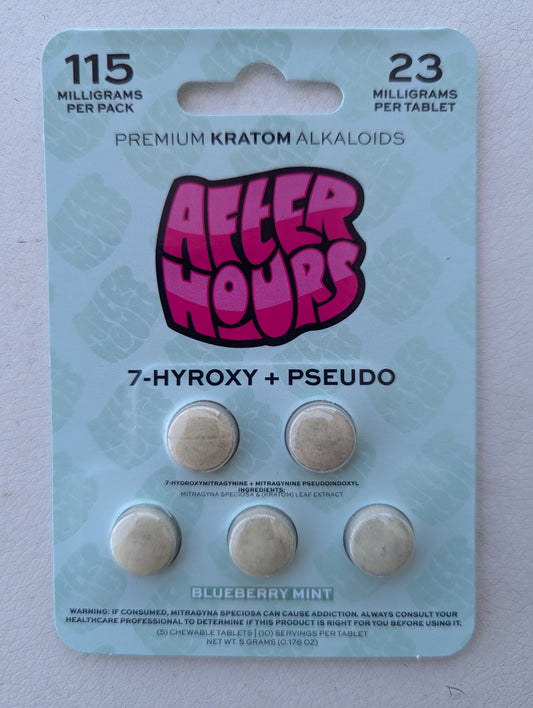 115
MILLIGRAMS
PER PACK
23
MILLIGRAMS
PER TABLET
PREMIUM KRATOM ALKALOIDS
AFTER
HOURS
7-HYROXY + PSEUDO
7-HYDROXYMITRAGYNINE + MITRAGYNINE PSEUDOINDOXYL
INGREDIENTS:
MITRAGYNA SPECIOSA & (KRATOM) LEAF EXTRACT
BLUEBERRY MINT
WARNING: IF CONSUMED, MITRAGYNA SPECIOSA CAN CAUSE ADDICTION. ALWAYS CONSULT YOUR
HEALTHCARE PROFESSIONAL TO DETERMINE IF THIS PRODUCT IS RIGHT FOR YOU BEFORE USING IT.
(5) CHEWABLE TABLETS | (10) SERVINGS PER TABLET
NET WT. 5 GRAMS (0.176 OZ)